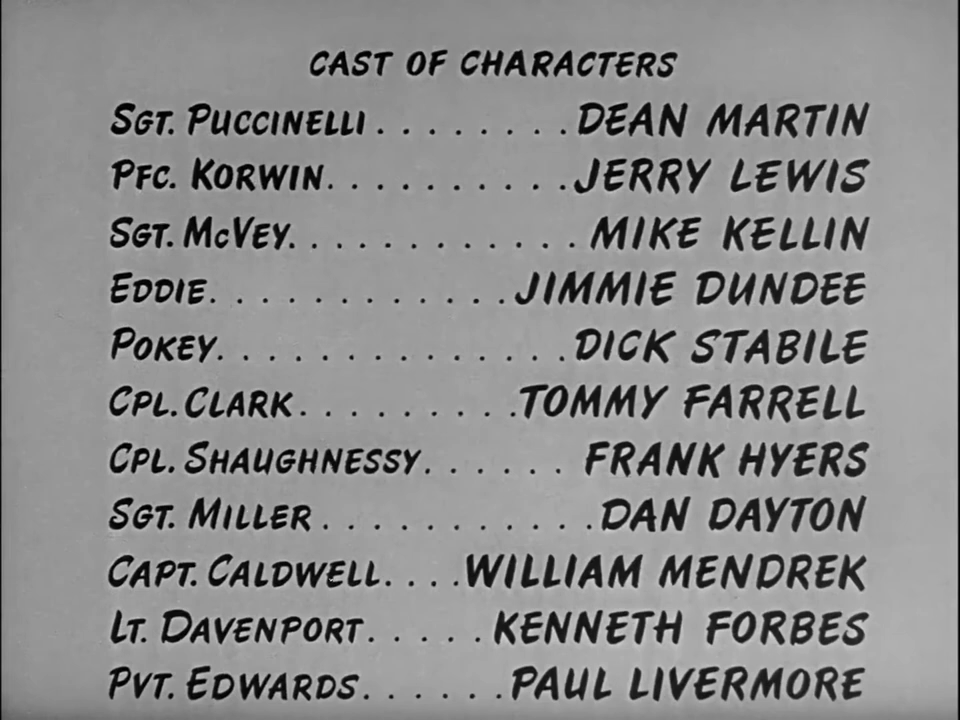 CAST OF CHARACTERS
SGT. PUCCINELLI . . . . . . . . DEAN MARTIN
PFC. KORWIN. . . . . . . . . . JERRY LEWIS
SGT. MCVEY. . . . . . . . . . . . MIKE KELLIN
EDDIE. . . . . . . . . . . . JIMMIE DUNDEE
POKEY. . . . . . . . . . . . . . DICK STABILE
CPL. CLARK. . . . . . . . . TOMMY FARRELL
CPL. SHAUGHNESSY. . . . . . FRANK HYERS
SGT. MILLER . . . . . . . . . . . DAN DAYTON
CAPT. CALDWELL. . . . WILLIAM MENDREK
LT. DAVENPORT. . . . . KENNETH FORBES
PVT. EDWARDS. . . . . . PAUL LIVERMORE